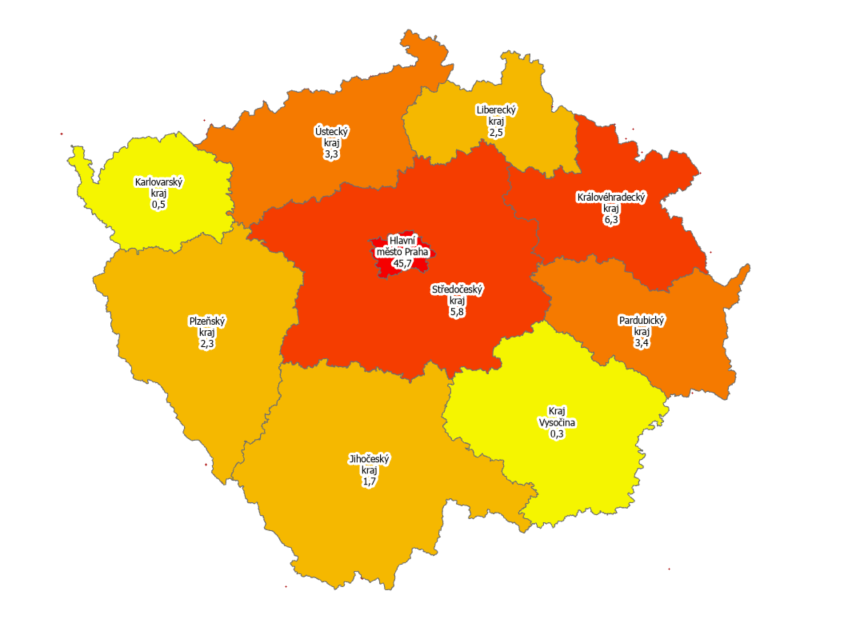 Liberecký
kraj
2,5
Ústecký
kraj
3,3
Karlovarský
kraj
0,5
Královéhradecký
kraj
6,3
Hlavní
město Praha
45,7
Středočeský
kraj
5,8
Plzeňský
kraj
2,3
Pardubický
kraj
3,4
Kraj
Vysočina
0,3
Jihočeský
kraj
1,7